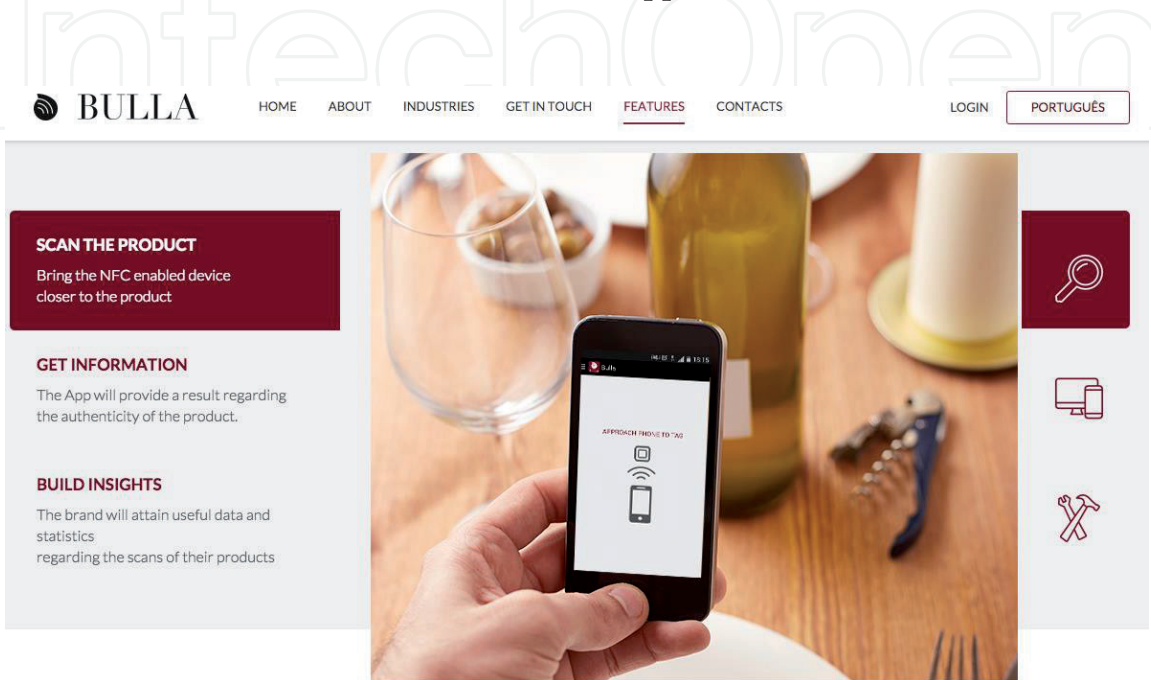 IntechOpen
BULLA
HOME ABOUT INDUSTRIES GET IN TOUCH FEATURES CONTACTS LOGIN PORTUGUÊS
SCAN THE PRODUCT
Bring the NFC enabled device
closer to the product
GET INFORMATION
The App will provide a result regarding
the authenticity of the product.
BUILD INSIGHTS
The brand will attain useful data and
statistics
regarding the scans of their products
18:15
Bulla
APPROACH PHONE TO TAG